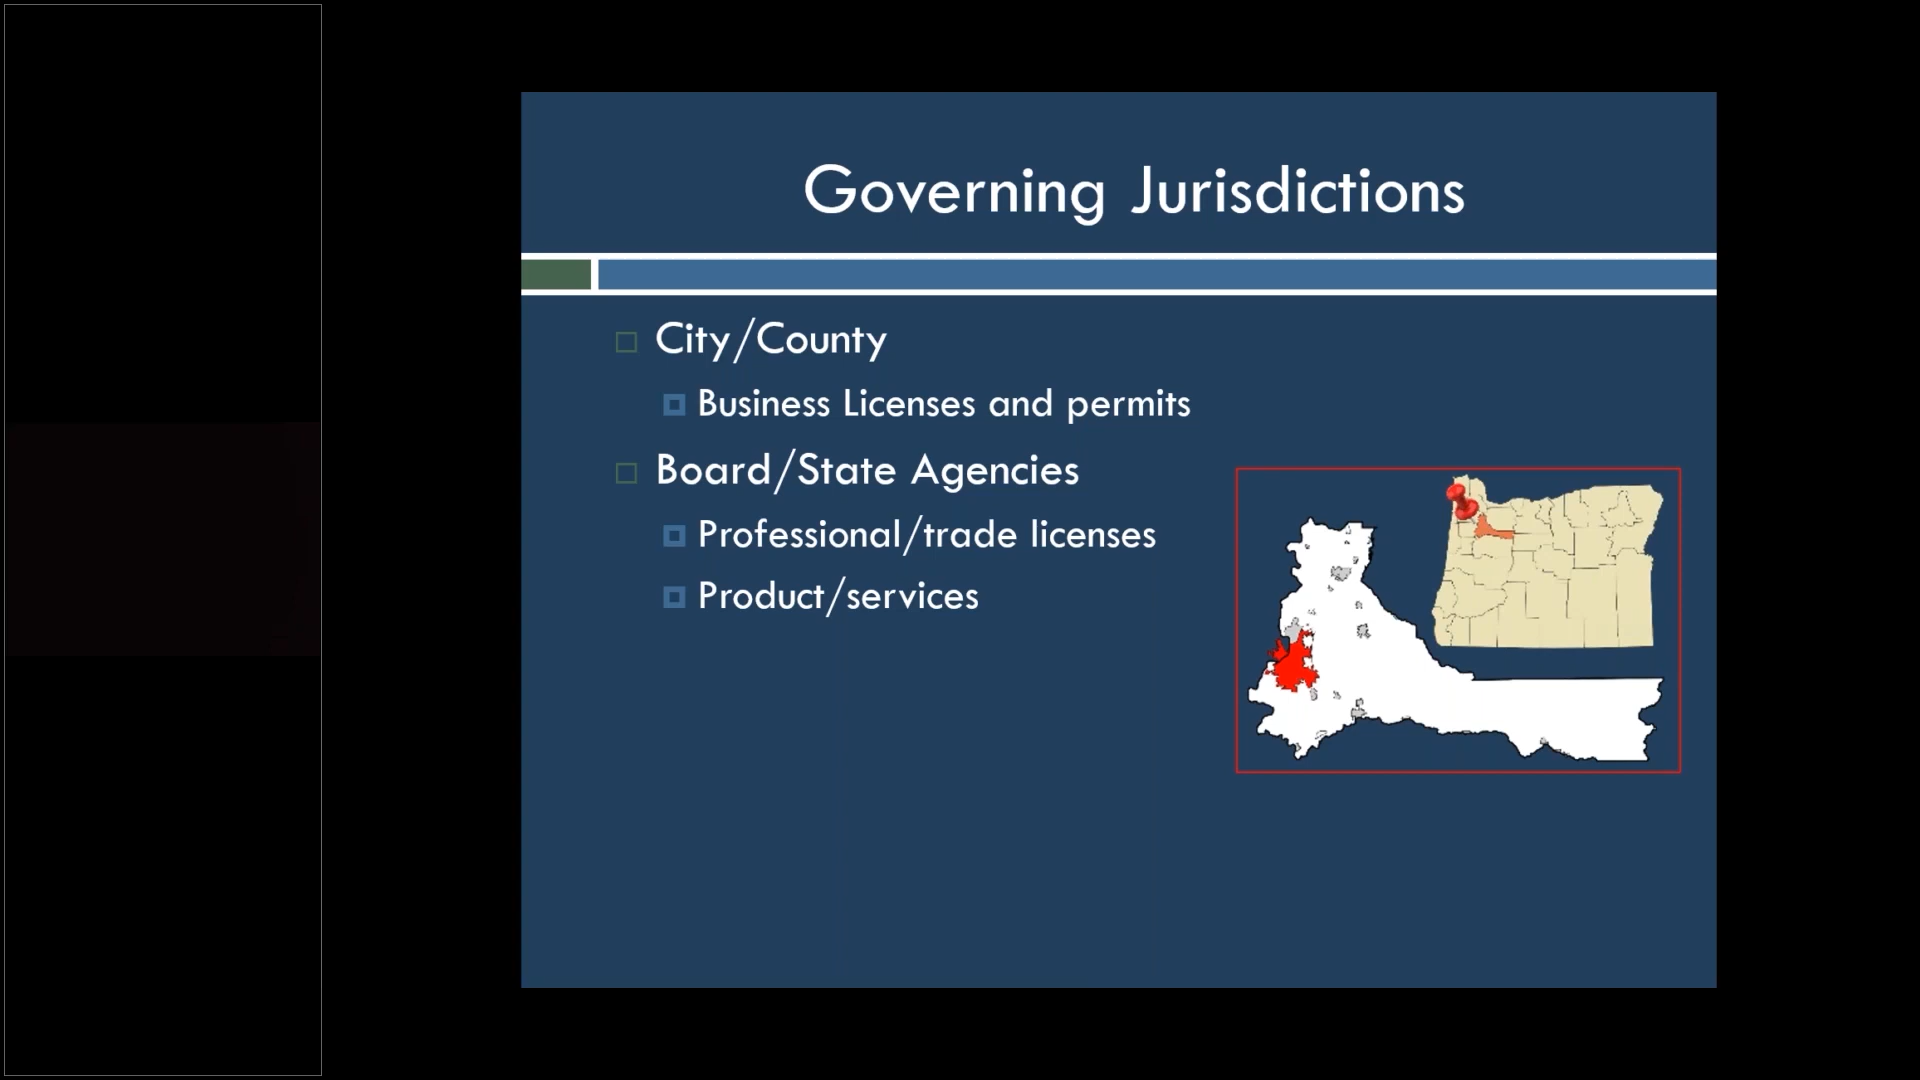 Governing Jurisdictions
City/County
Business Licenses and permits
Board/State Agencies
Professional/trade licenses
Product/services